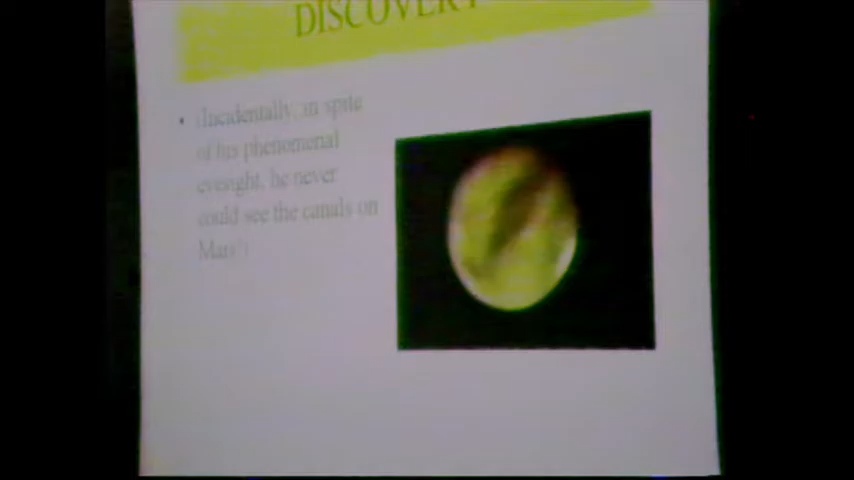 DISCOVERY
• (Incidentally, in spite
of his phenomenal
eyesight, he never
could see the canals on
Mars!)